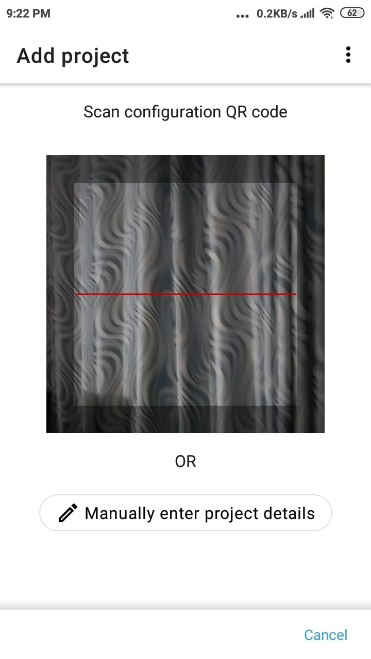 9:22 PM ... 0.2KB/s 62
Add project
Scan configuration QR code
OR
Manually enter project details
Cancel